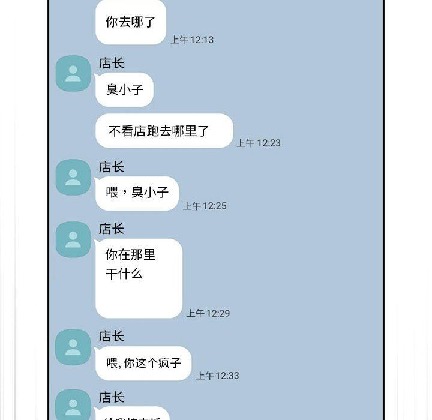 你去哪了
上午 12:13
店长
臭小子
不看店跑去哪里了
上午 12:23
店长
喂，臭小子
上午 12:25
店长
你在那里
干什么
上午 12:29
店长
喂,你这个疯子
上午 12:33
店长